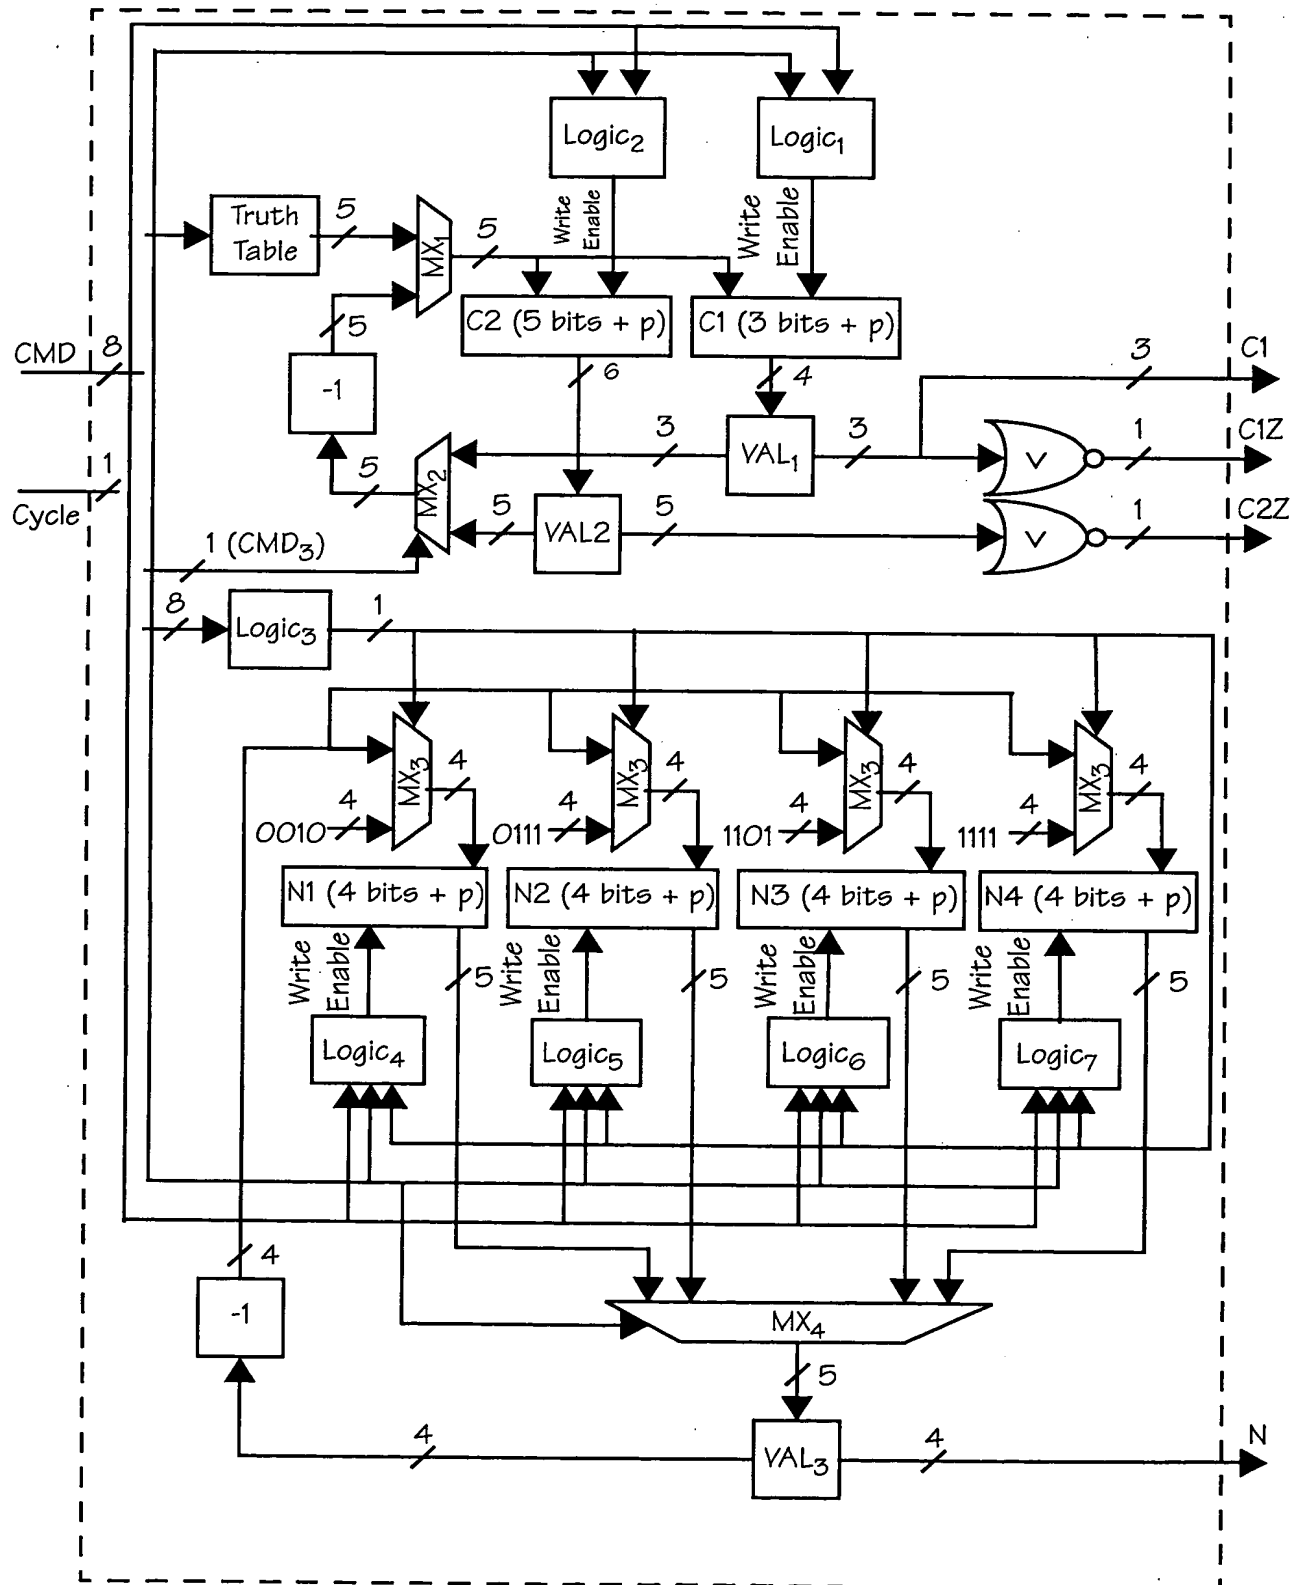 Logic2
Logic1
Truth
Table
5
MX1
5
Write
Enable
Write
Enable
5
C2 (5 bits + p)
C1 (3 bits + p)
CMD
8
-1
6
4
3
C1
3
VAL1
3
V
1
C1Z
1
Cycle
5
MX2
5
VAL2
5
V
1
C2Z
1 (CMD3)
8
Logic3
1
MX3
4
MX3
4
MX3
4
MX3
4
0010
4
0111
4
1101
4
1111
4
N1 (4 bits + p)
N2 (4 bits + p)
N3 (4 bits + p)
N4 (4 bits + p)
Write
Enable
5
Write
Enable
5
Write
Enable
5
Write
Enable
5
Logic4
Logic5
Logic6
Logic7
4
-1
MX4
5
4
VAL3
4
N